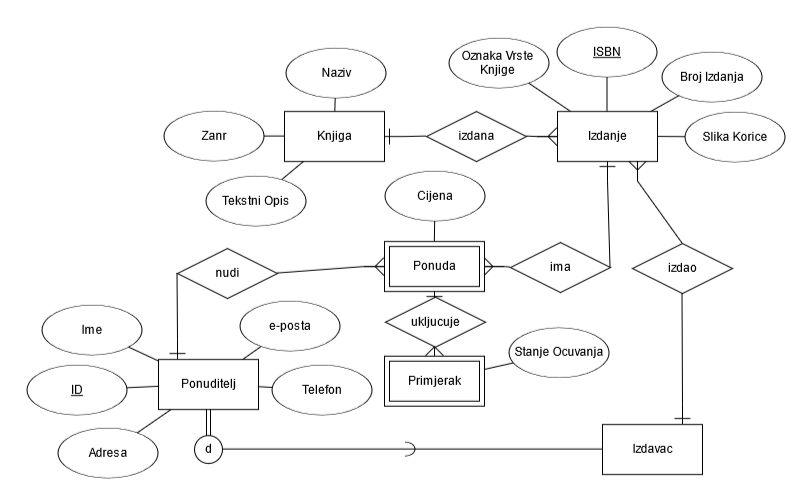 Oznaka Vrste
Knjige
ISBN
Naziv
Broj Izdanja
Zanr
Knjiga
izdana
Izdanje
Slika Korice
Tekstni Opis
Cijena
nudi
Ponuda
ima
izdao
Ime
e-posta
ukljucuje
Stanje Ocuvanja
ID
Ponuditelj
Telefon
Primjerak
Adresa
d
Izdavac